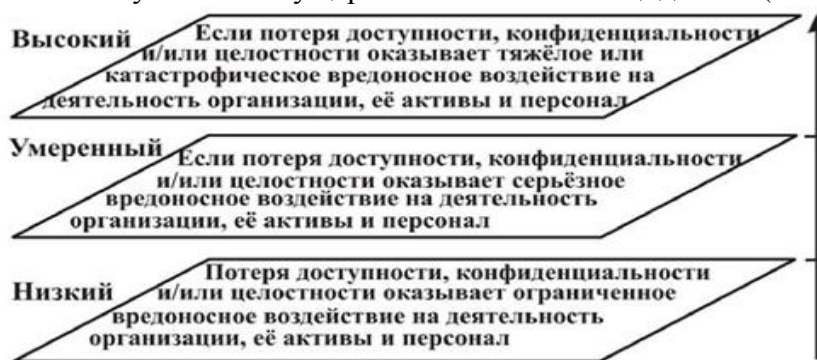 Высокий
Если потеря доступности, конфиденциальности
и/или целостности оказывает тяжёлое или
катастрофическое вредоносное воздействие на
деятельность организации, её активы и персонал
Умеренный
Если потеря доступности, конфиденциальности
и/или целостности оказывает серьёзное
вредоносное воздействие на деятельность
организации, её активы и персонал
Низкий
Потеря доступности, конфиденциальности
и/или целостности оказывает ограниченное
вредоносное воздействие на деятельность
организации, её активы и персонал